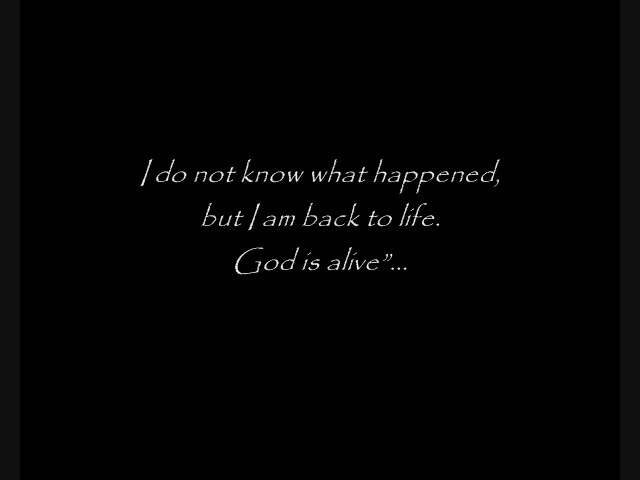 I do not know what happened,
but I am back to life.
God is alive”...